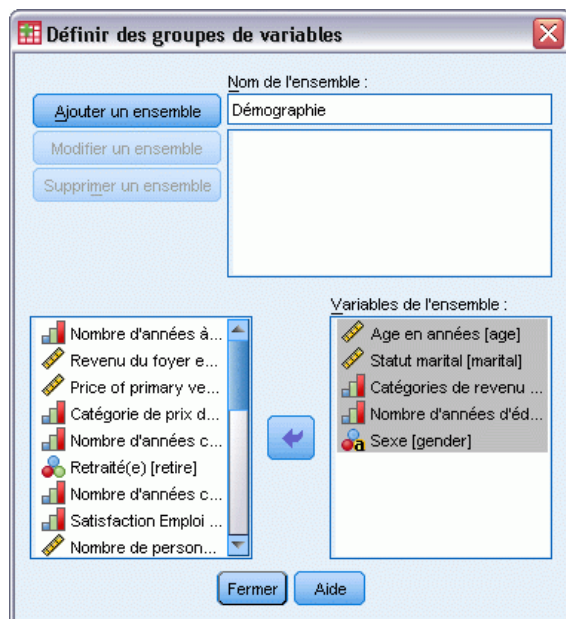 Définir des groupes de variables
Nom de l'ensemble :
Ajouter un ensemble
Démographie
Modifier un ensemble
Supprimer un ensemble
Variables de l'ensemble :
Nombre d'années à...
Revenu du foyer e...
Price of primary ve...
Catégorie de prix d...
Nombre d'années c...
Retraité(e) [retire]
Nombre d'années c...
Satisfaction Emploi ...
Nombre de person...
Age en années [age]
Statut marital [marital]
Catégories de revenu ...
Nombre d'années d'éd...
a Sexe [gender]
Fermer
Aide